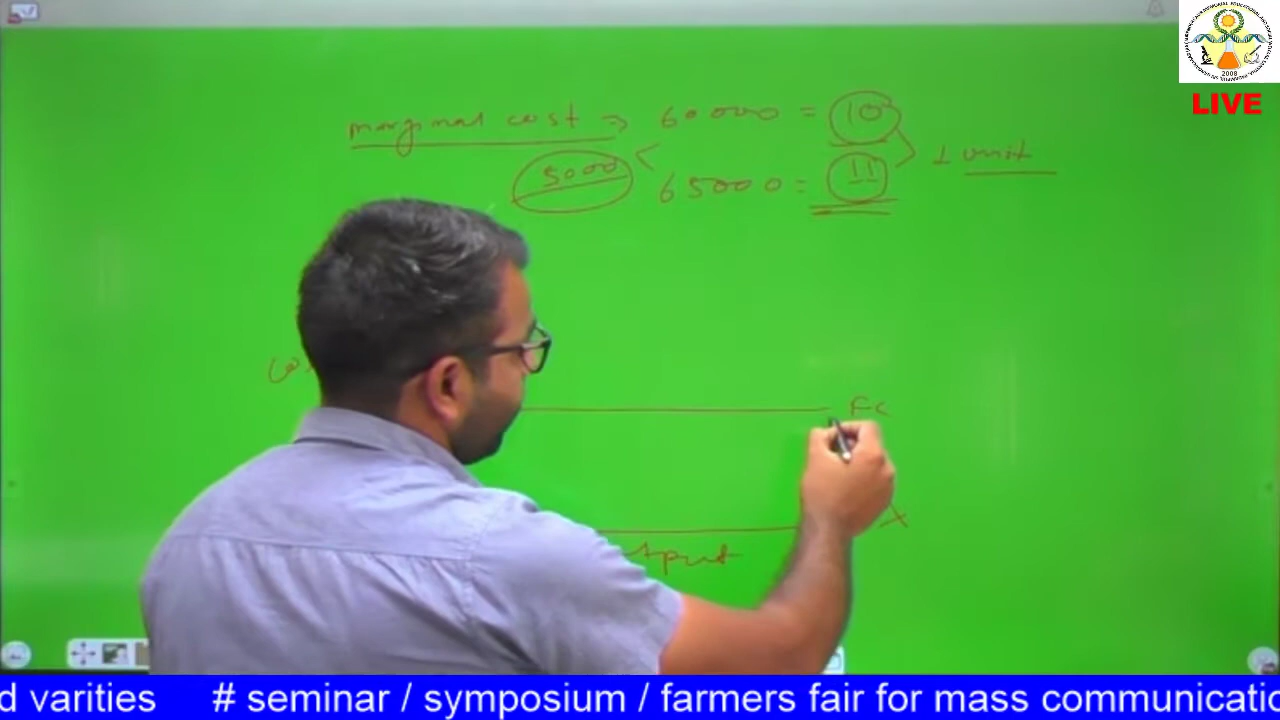 LIVE
marginal cost → 60000 = 10
5000 < 65000 = 11 > 1 unit
FC
X
d varities # seminar / symposium / farmers fair for mass communicatio
2008